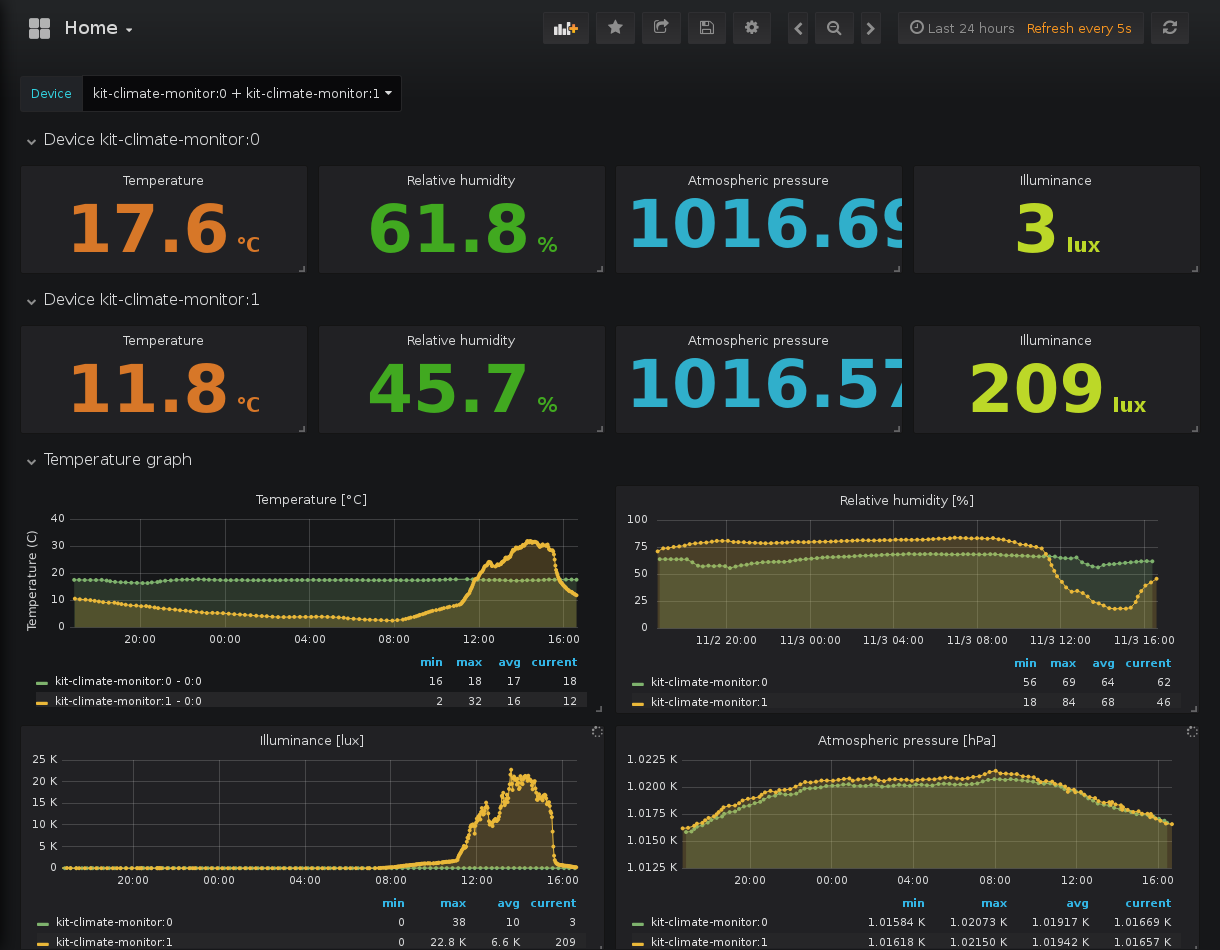 Home
Last 24 hours Refresh every 5s
Device kit-climate-monitor:0 + kit-climate-monitor:1
Device kit-climate-monitor:0
Temperature Relative humidity Atmospheric pressure Illuminance
17.6 °C 61.8 % 1016.69 3 lux
Device kit-climate-monitor:1
Temperature Relative humidity Atmospheric pressure Illuminance
11.8 °C 45.7 % 1016.57 209 lux
Temperature graph
Temperature [°C]
Temperature (C)
40
30
20
10
0
20:00 00:00 04:00 08:00 12:00 16:00
min max avg current
kit-climate-monitor:0 - 0:0 16 18 17 18
kit-climate-monitor:1 - 0:0 2 32 16 12
Relative humidity [%]
100
75
50
25
0
11/2 20:00 11/3 00:00 11/3 04:00 11/3 08:00 11/3 12:00 11/3 16:00
min max avg current
kit-climate-monitor:0 56 69 64 62
kit-climate-monitor:1 18 84 68 46
Illuminance [lux]
25 K
20 K
15 K
10 K
5 K
0
20:00 00:00 04:00 08:00 12:00 16:00
min max avg current
kit-climate-monitor:0 0 38 10 3
kit-climate-monitor:1 0 22.8 K 6.6 K 209
Atmospheric pressure [hPa]
1.0225 K
1.0200 K
1.0175 K
1.0150 K
1.0125 K
20:00 00:00 04:00 08:00 12:00 16:00
min max avg current
kit-climate-monitor:0 1.01584 K 1.02073 K 1.01917 K 1.01669 K
kit-climate-monitor:1 1.01618 K 1.02150 K 1.01942 K 1.01657 K